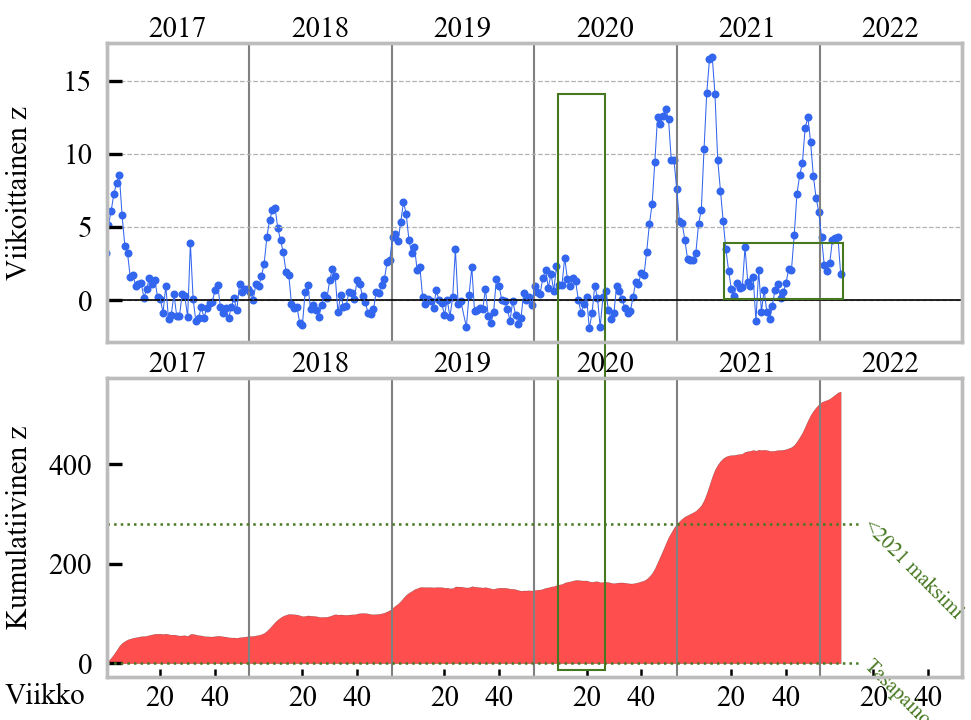 2017 2018 2019 2020 2021 2022
15
10
5
0
Viikoittainen z
2017 2018 2019 2020 2021 2022
400
200
0
Kumulatiivinen z
<2021 maksimi
Tasapaino
Viikko 20 40 20 40 20 40 20 40 20 40 20 40